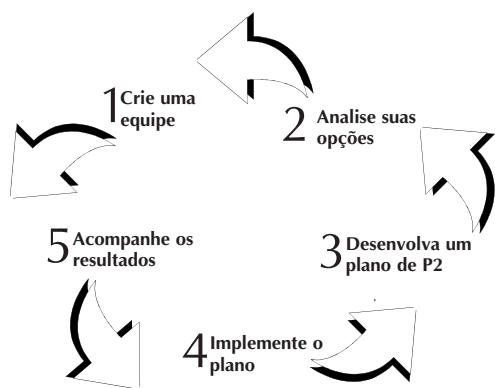 1 Crie uma
equipe
2 Analise suas
opções
3 Desenvolva um
plano de P2
4 Implemente o
plano
5 Acompanhe os
resultados